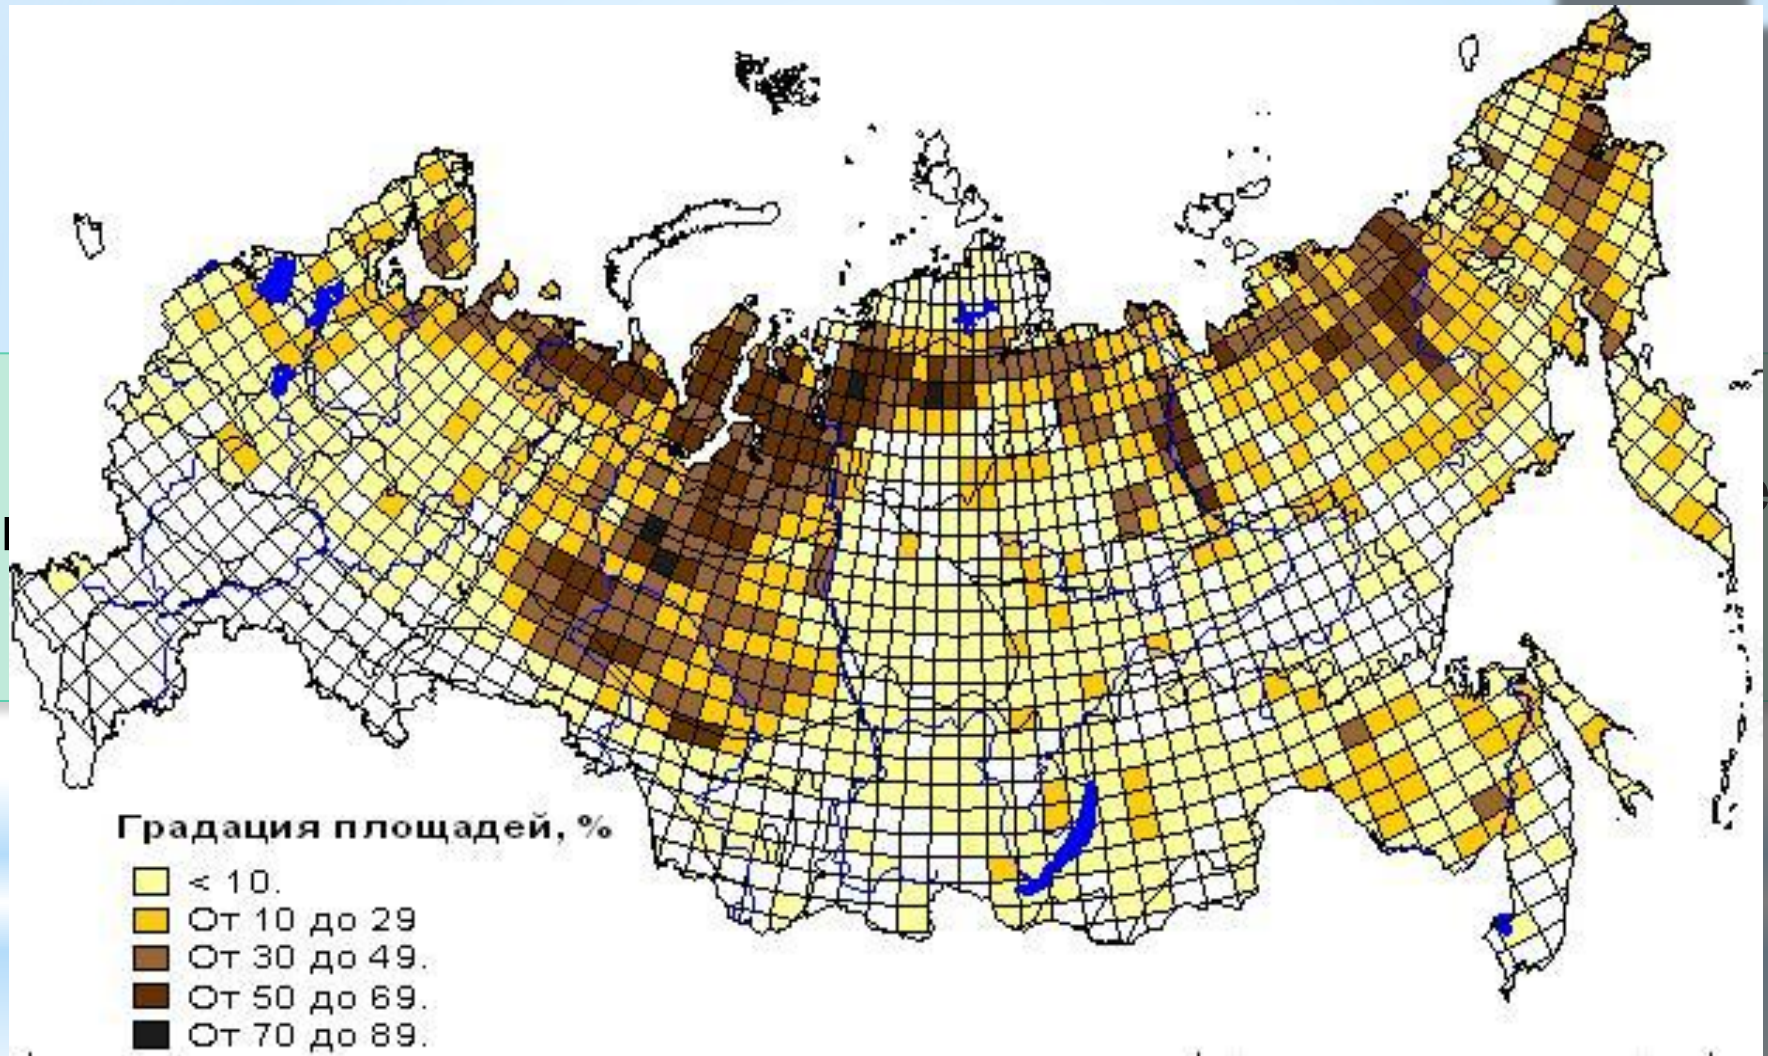 Градация площадей, %
< 10.
От 10 до 29
От 30 до 49.
От 50 до 69.
От 70 до 89.